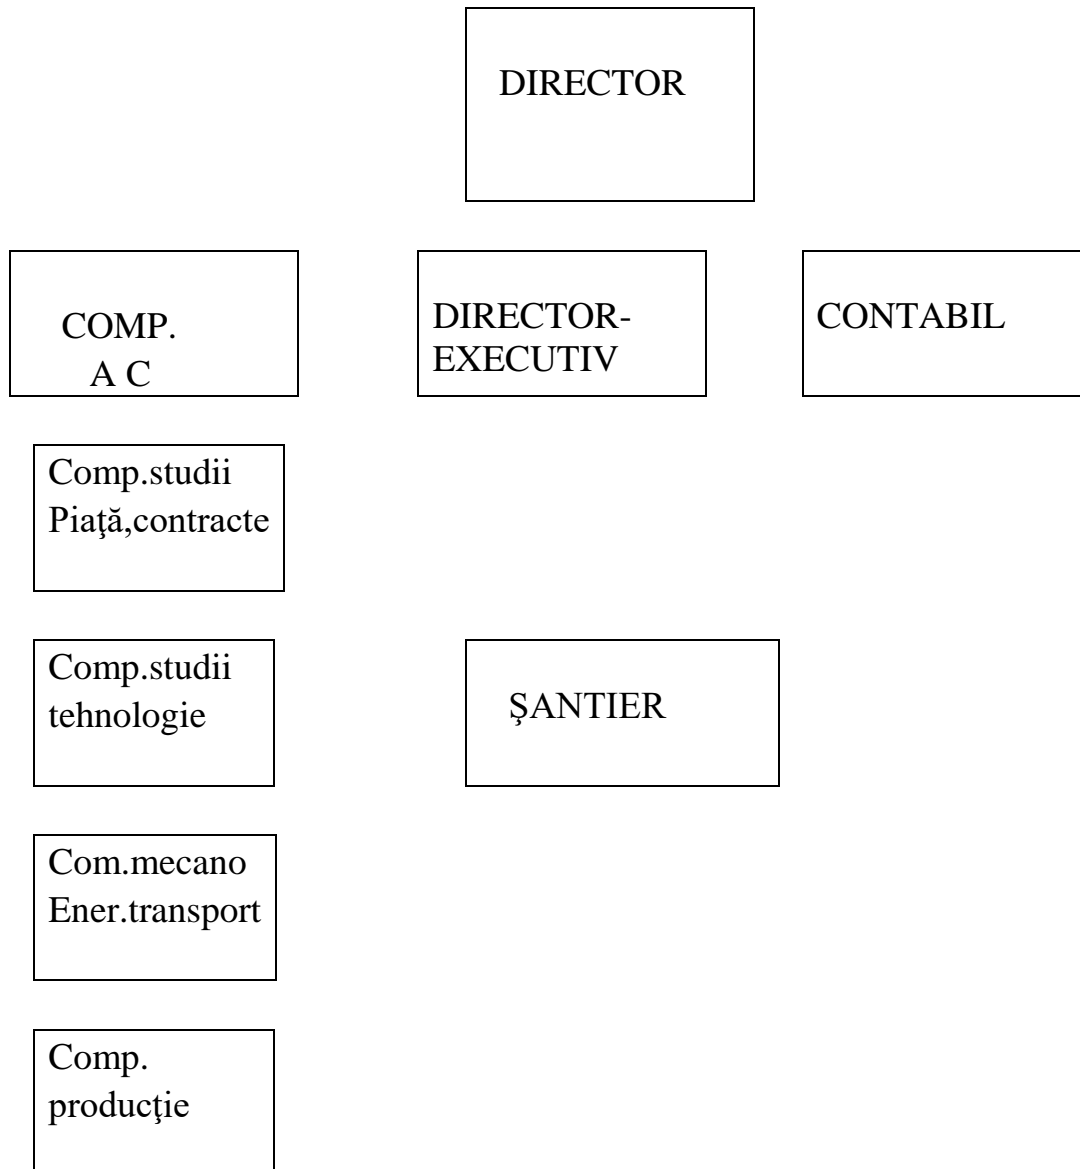 DIRECTOR
COMP.
A C
DIRECTOR-
EXECUTIV
CONTABIL
Comp.studii
Piaţă,contracte
Comp.studii
tehnologie
ŞANTIER
Com.mecano
Ener.transport
Comp.
producţie